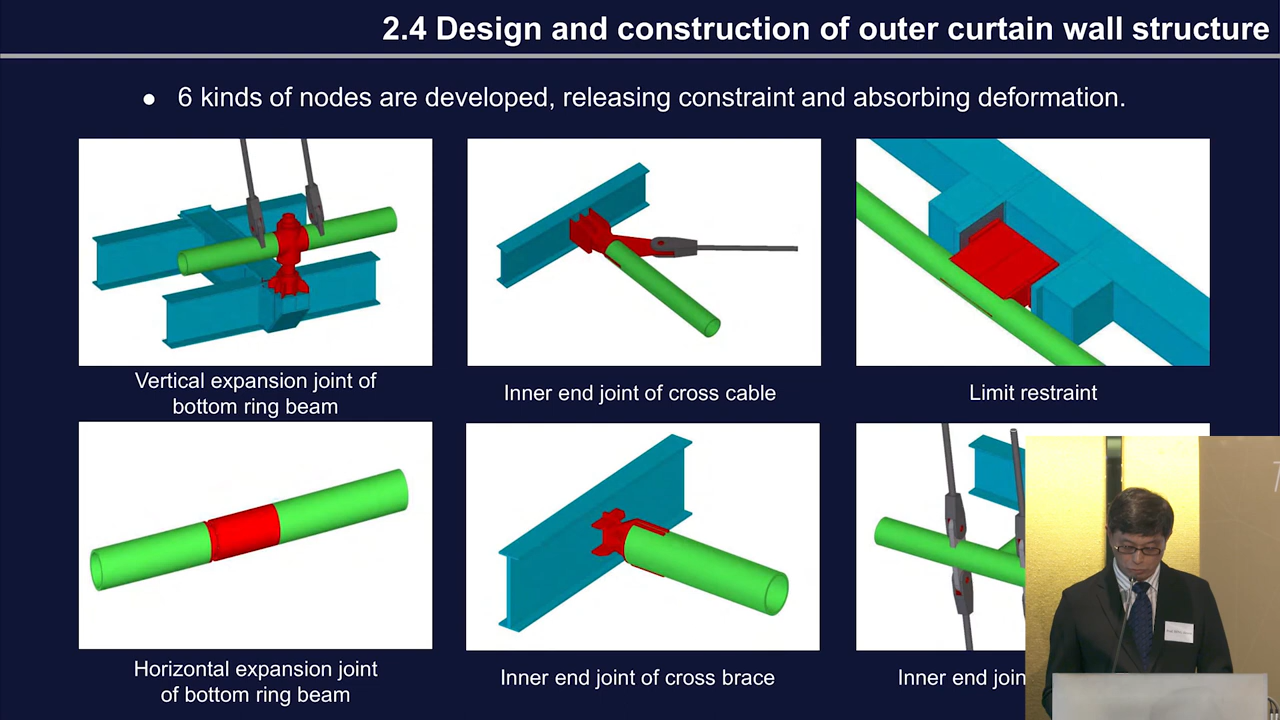 2.4 Design and construction of outer curtain wall structure
● 6 kinds of nodes are developed, releasing constraint and absorbing deformation.
Vertical expansion joint of
bottom ring beam
Inner end joint of cross cable
Limit restraint
Horizontal expansion joint
of bottom ring beam
Inner end joint of cross brace
Inner end join